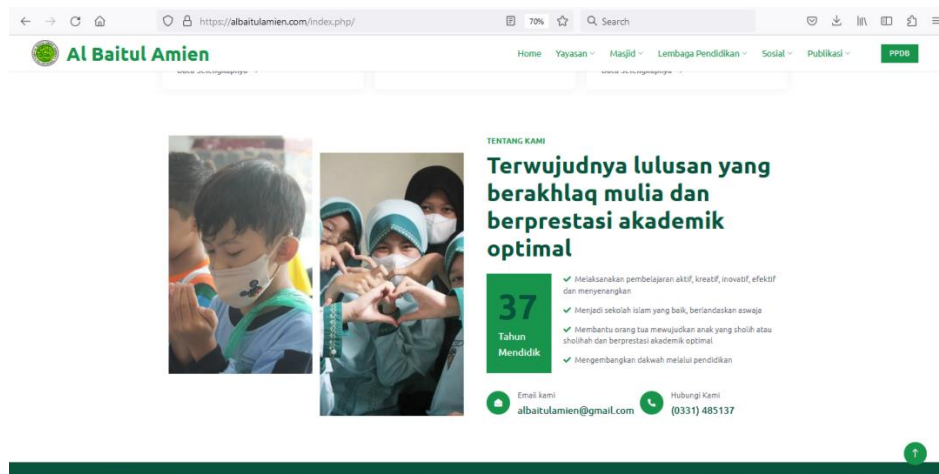 https://albaitulamien.com/index.php/
70%
Search
Al Baitul Amien
Home Yayasan Masjid Lembaga Pendidikan Sosial Publikasi PPDB
TENTANG KAMI
Terwujudnya lulusan yang
berakhlaq mulia dan
berprestasi akademik
optimal
37
Tahun
Mendidik
Melaksanakan pembelajaran aktif, kreatif, inovatif, efektif
dan menyenangkan
Menjadi sekolah islam yang baik, berlandaskan aswaja
Membantu orang tua mewujudkan anak yang sholih atau
sholihah dan berprestasi akademik optimal
Mengembangkan dakwah melalui pendidikan
Email kami
albaitulamien@gmail.com
Hubungi Kami
(0331) 485137